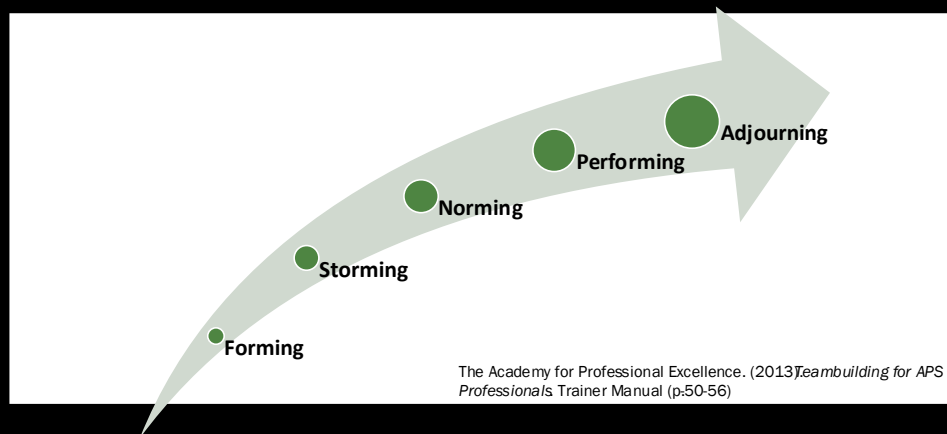 Adjourning
Performing
Norming
Storming
Forming
The Academy for Professional Excellence. (2013). Teambuilding for APS
Professionals. Trainer Manual (p.50-56)